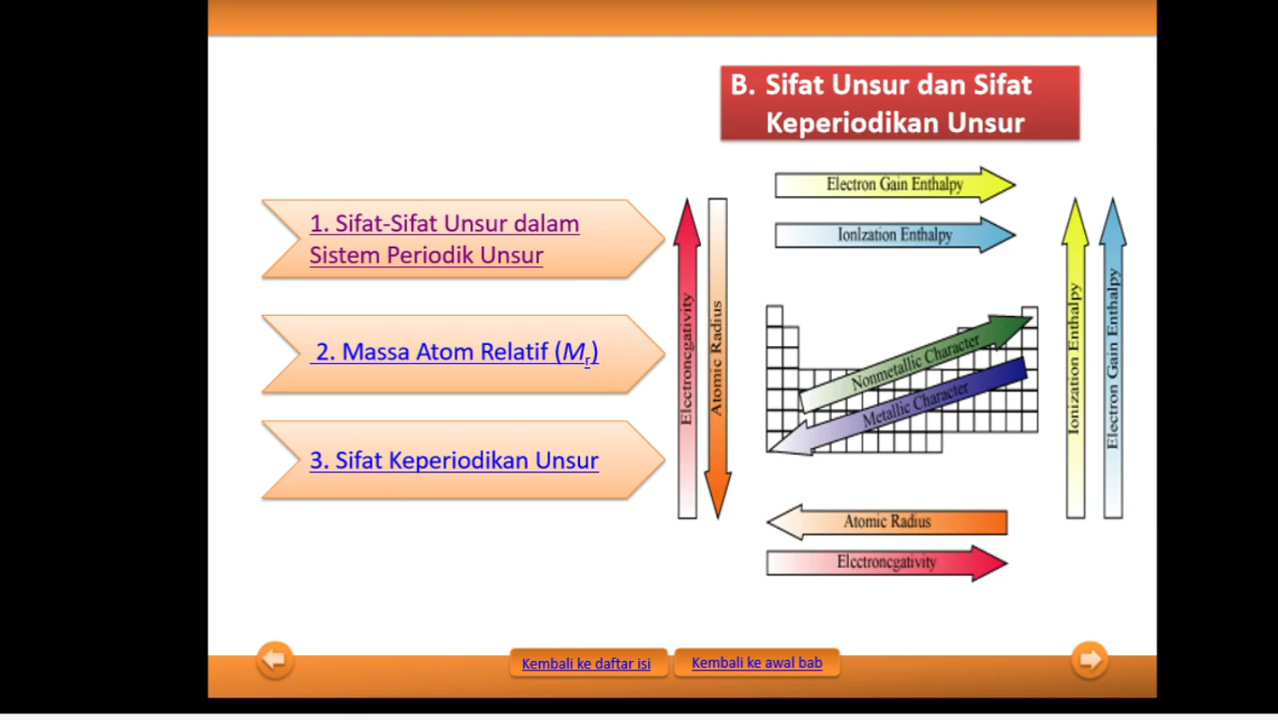 B. Sifat Unsur dan Sifat
Keperiodikan Unsur
1. Sifat-Sifat Unsur dalam
Sistem Periodik Unsur
2. Massa Atom Relatif (Mr)
3. Sifat Keperiodikan Unsur
Electron Gain Enthalpy
Ionlzation Enthalpy
Electronegativity
Atomic Radius
Nonmetallic Character
Metallic Character
Ionization Enthalpy
Electron Gain Enthalpy
Atomic Radius
Electronegativity
Kembali ke daftar isi
Kembali ke awal bab